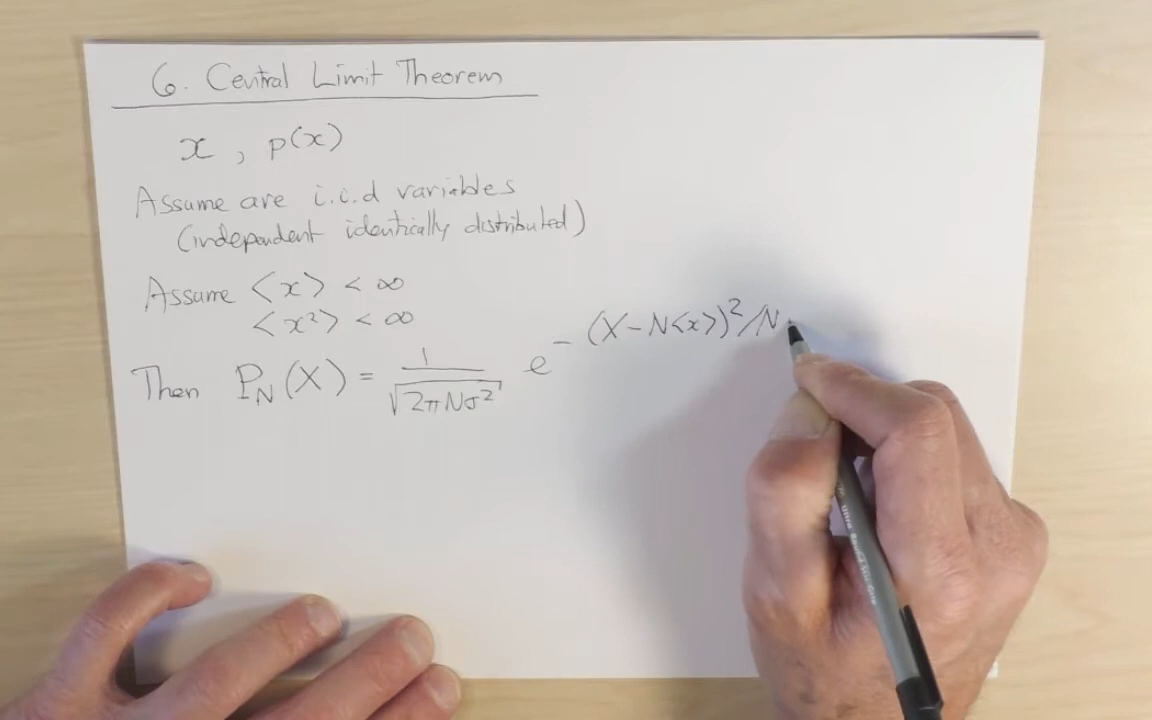 6. Central Limit Theorem
x , p(x)
Assume are i.i.d variables
(independent identically distributed)
Assume <x> < ∞
<x²> < ∞
Then P_N(X) = 1/√(2πNσ²) e^-(X-N<x>)²/N